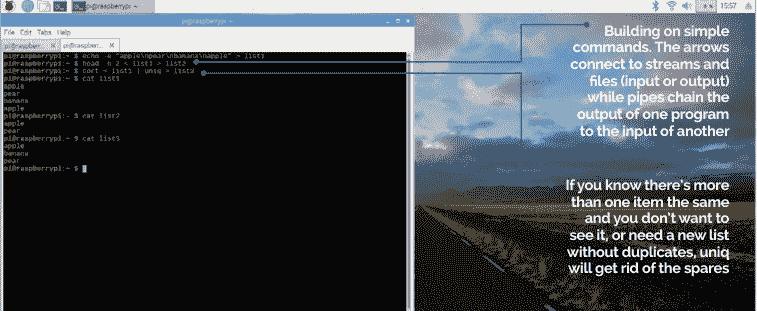 15:57
pi@raspberrypi: ~
File Edit Tabs Help
pi@raspberr...
pi@raspberr...
pi@raspberrypi:~ $ echo -e "apple\npear\nbanana\napple" > list1
pi@raspberrypi:~ $ head -n 2 < list1 > list2
pi@raspberrypi:~ $ sort < list1 | uniq > list3
pi@raspberrypi:~ $ cat list1
apple
pear
banana
apple
pi@raspberrypi:~ $ cat list2
apple
pear
pi@raspberrypi:~ $ cat list3
apple
banana
pear
pi@raspberrypi:~ $
Building on simple
commands. The arrows
connect to streams and
files (input or output)
while pipes chain the
output of one program
to the input of another
If you know there's more
than one item the same
and you don't want to
see it, or need a new list
without duplicates, uniq
will get rid of the spares